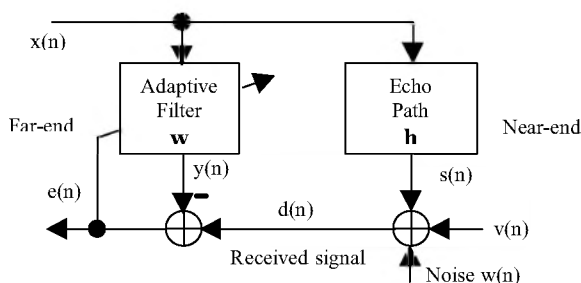 x(n)
Adaptive
Filter
w
Echo
Path
h
Far-end
Near-end
y(n)
s(n)
e(n)
-
d(n)
v(n)
Received signal
Noise w(n)